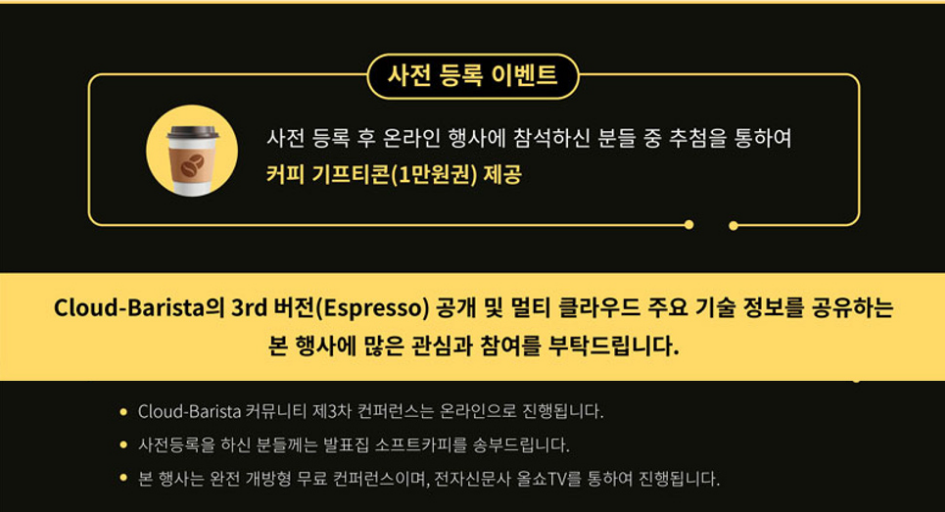 사전 등록 이벤트
사전 등록 후 온라인 행사에 참석하신 분들 중 추첨을 통하여
커피 기프티콘(1만원권) 제공
Cloud-Barista의 3rd 버전(Espresso) 공개 및 멀티 클라우드 주요 기술 정보를 공유하는
본 행사에 많은 관심과 참여를 부탁드립니다.
• Cloud-Barista 커뮤니티 제3차 컨퍼런스는 온라인으로 진행됩니다.
• 사전등록을 하신 분들께는 발표집 소프트카피를 송부드립니다.
• 본 행사는 완전 개방형 무료 컨퍼런스이며, 전자신문사 올쇼TV를 통하여 진행됩니다.